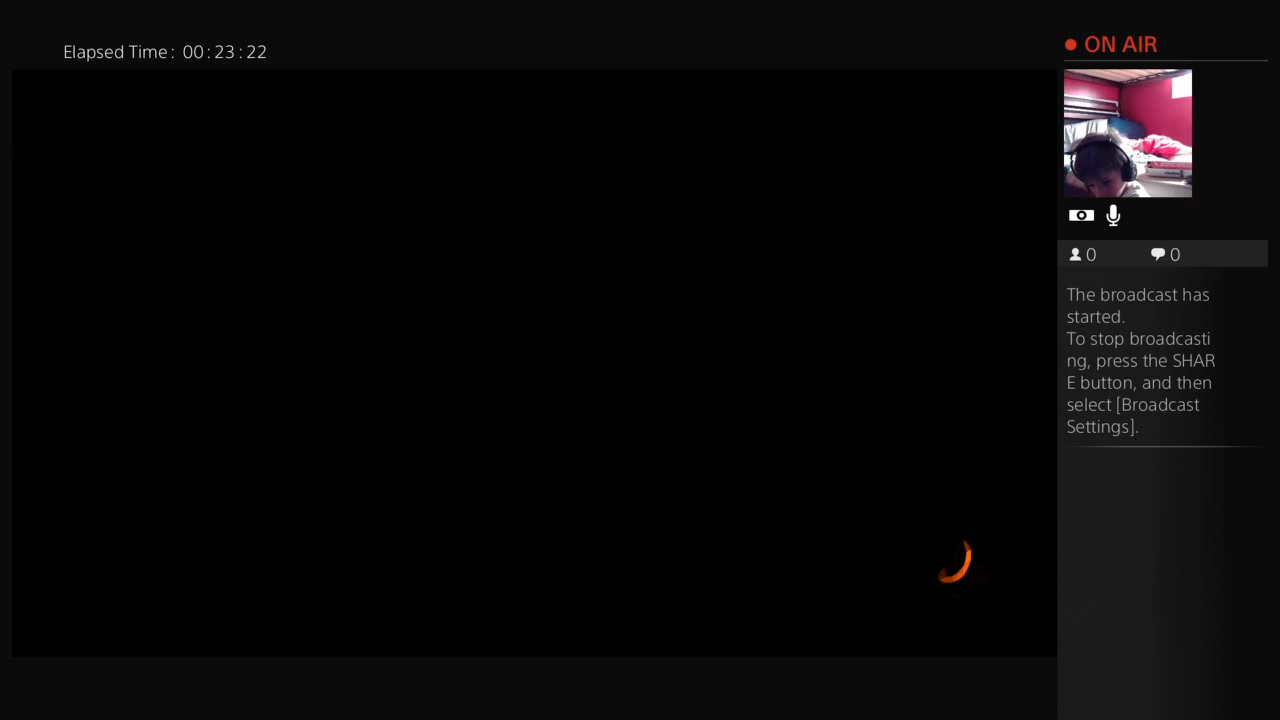 Elapsed Time: 00:23:22
ON AIR
0 0
The broadcast has
started.
To stop broadcasti
ng, press the SHAR
E button, and then
select [Broadcast
Settings].